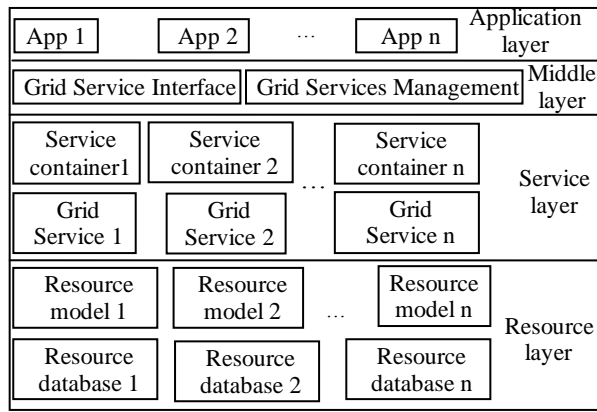 App 1 App 2 ... App n Application layer
Grid Service Interface Grid Services Management Middle layer
Service container1 Service container 2 ... Service container n
Grid Service 1 Grid Service 2 Grid Service n
Service layer
Resource model 1 Resource model 2 ... Resource model n
Resource database 1 Resource database 2 Resource database n
Resource layer